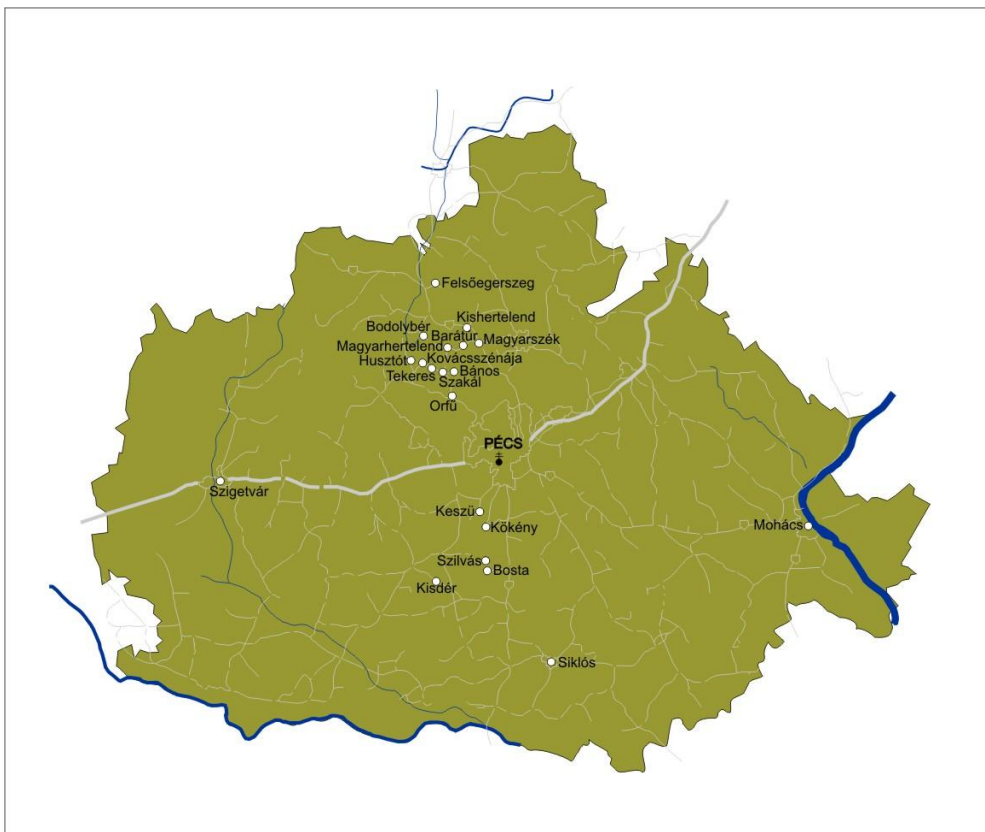 Felsőegerszeg
Kishertelend
Bodolybér
Barátúr
Magyarszék
Magyarhertelend
Husztót
Kovácsszénája
Tekeres
Bános
Szakál
Orfű
PÉCS
Szigetvár
Keszü
Kökény
Mohács
Szilvás
Bosta
Kisdér
Siklós